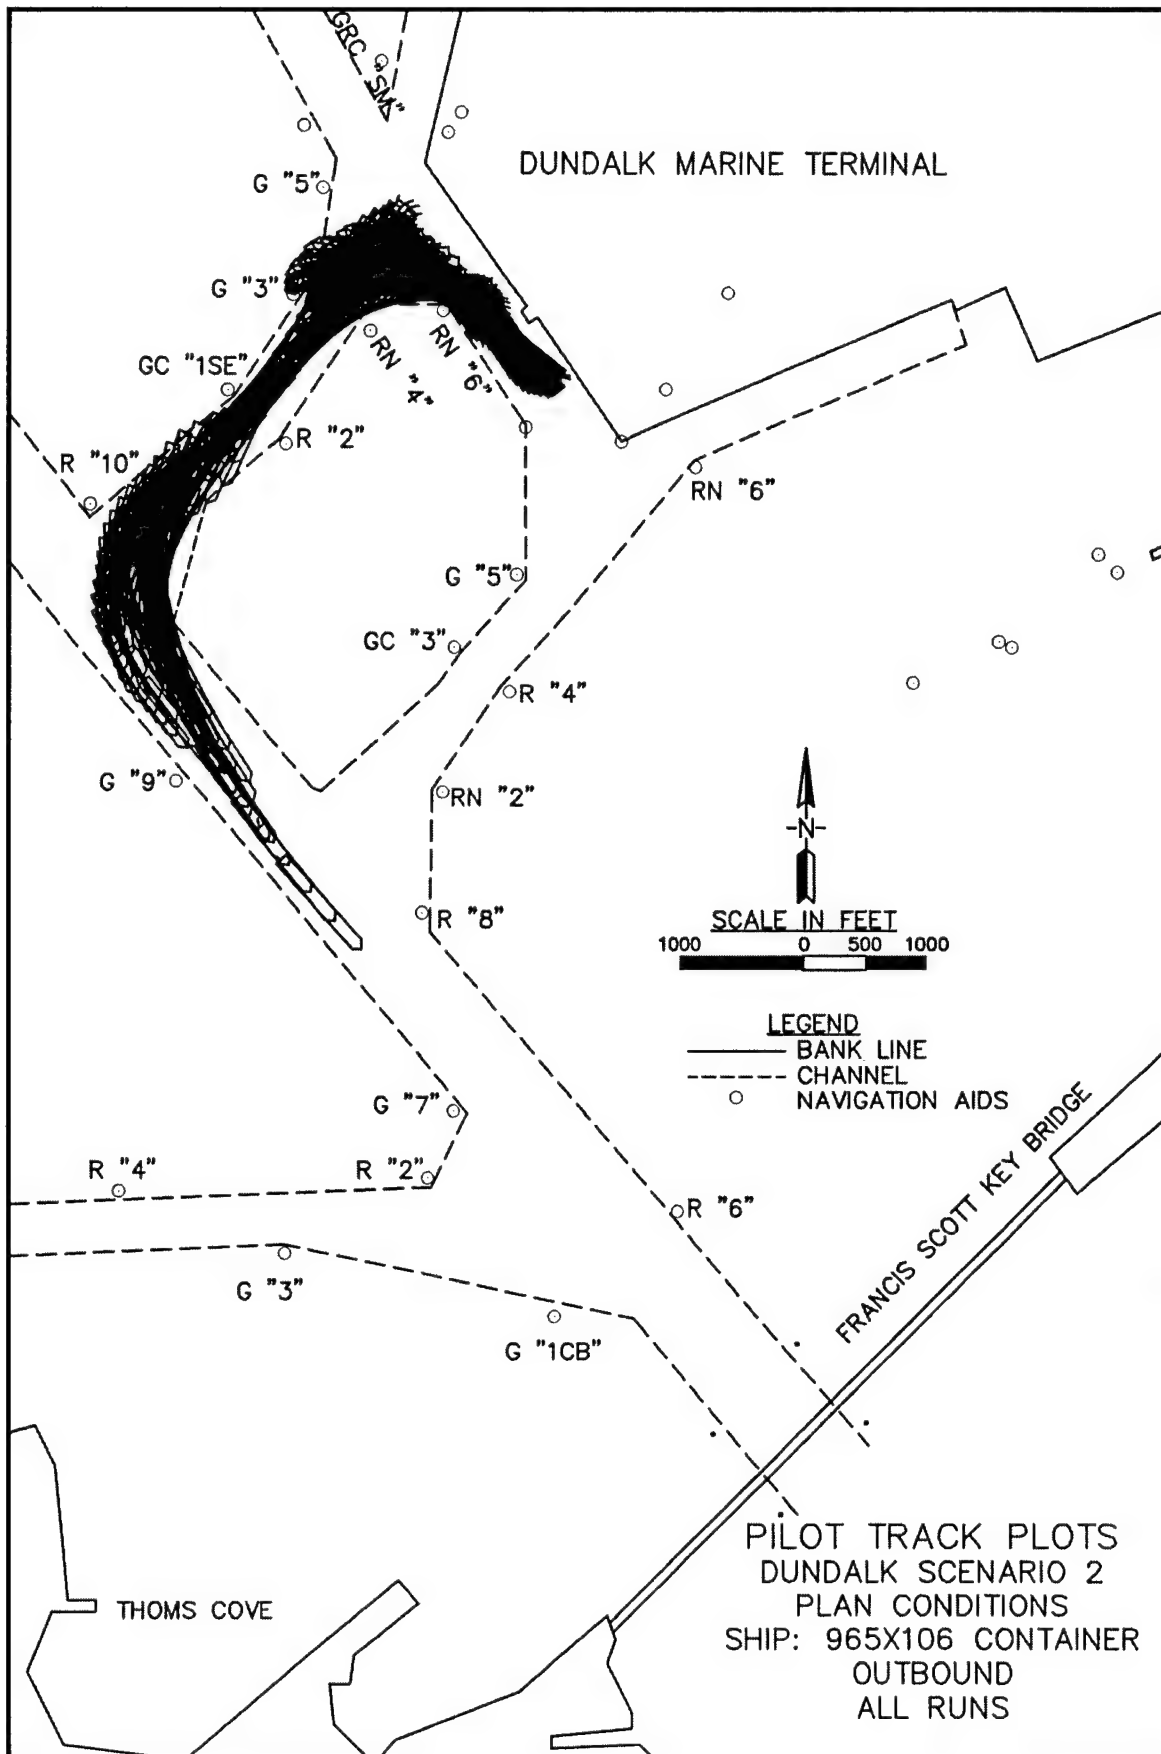 GRC "SM"
DUNDALK MARINE TERMINAL
G "5"
G "3"
RN "4"
RN "6"
GC "1SE"
R "2"
R "10"
RN "6"
G "5"
GC "3"
R "4"
G "9"
RN "2"
R "8"
-N-
SCALE IN FEET
1000 0 500 1000
LEGEND
BANK LINE
CHANNEL
NAVIGATION AIDS
G "7"
R "4"
R "2"
R "6"
FRANCIS SCOTT KEY BRIDGE
G "3"
G "1CB"
THOMS COVE
PILOT TRACK PLOTS
DUNDALK SCENARIO 2
PLAN CONDITIONS
SHIP: 965X106 CONTAINER
OUTBOUND
ALL RUNS